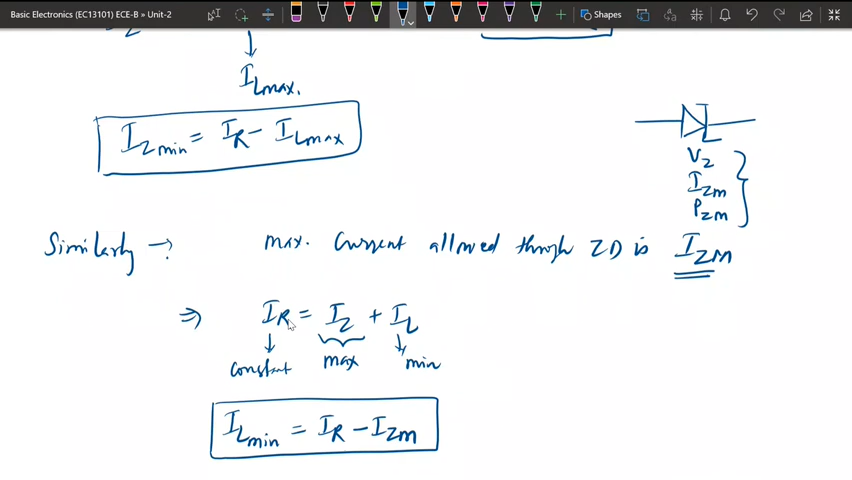 Basic Electronics (EC13101) ECE-B » Unit-2
Shapes
I_Lmax.
I_Zmin = I_R - I_Lmax
V_Z
I_Zm
P_Zm
Similarly → max. Current allowed through ZD is I_ZM
⇒ I_R = I_Z + I_L
constant max min
I_Lmin = I_R - I_ZM